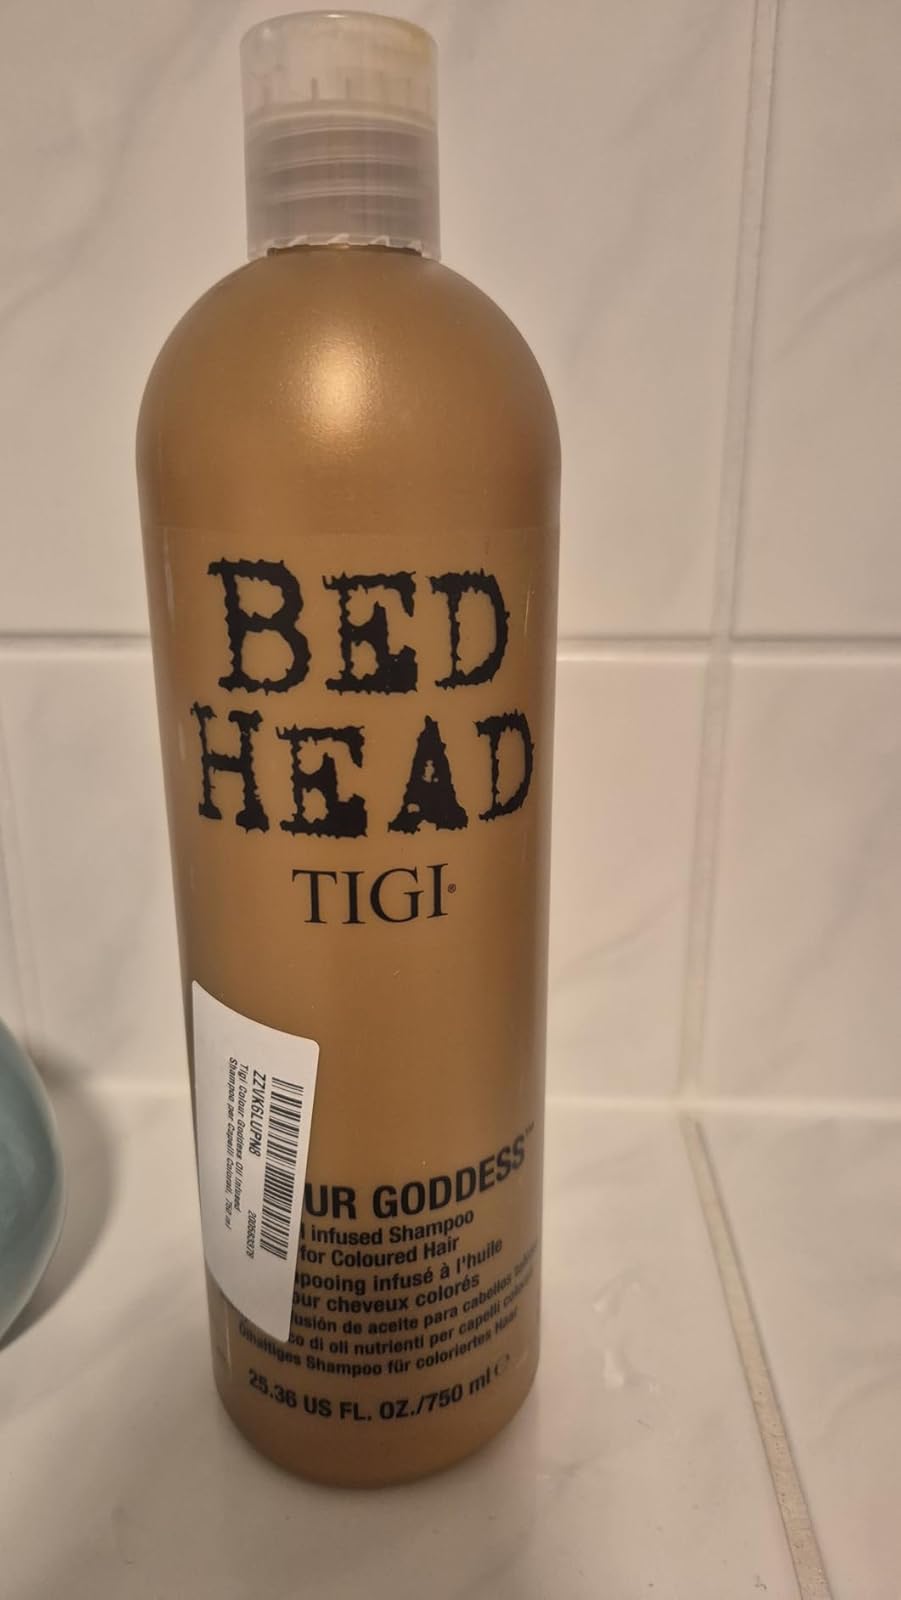 BED
HEAD
TIGI®
UR GODDESS™
infused Shampoo
for Coloured Hair
pooing infusé à l'huile
our cheveux colorés
usión de aceite para cabellos
co di oli nutrienti per capelli
Ölhaltiges Shampoo für coloriertes Haar
25.36 US FL. OZ./750 ml ℮
ZZVK6LUPN8
Tigi Colour Goddess Oil Infused
Shampoo per Capelli Colorati, 750 ml